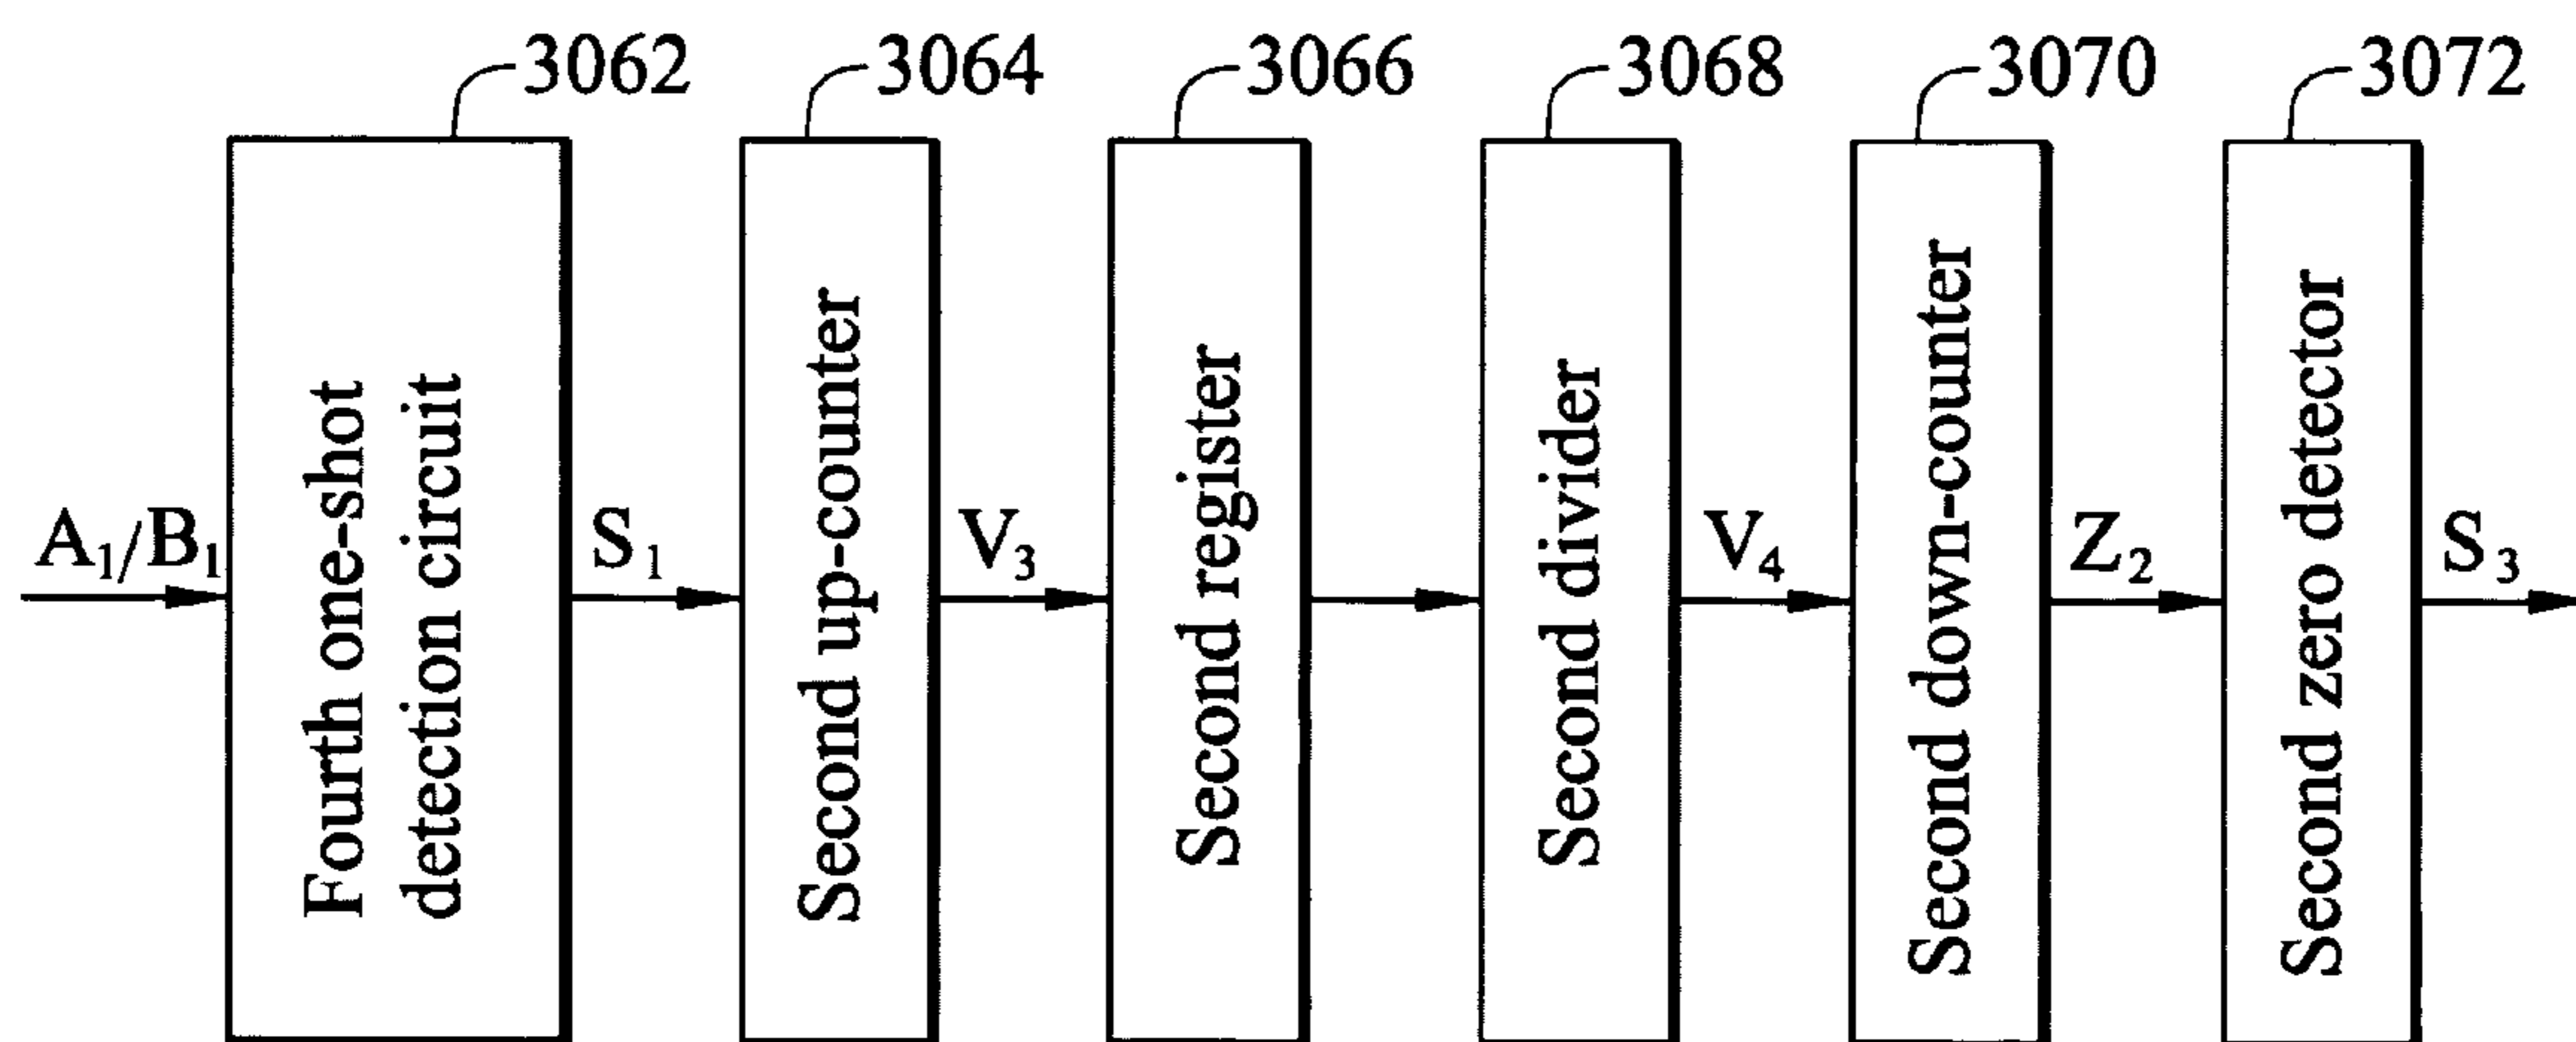 3062
3064
3066
3068
3070
3072
A₁/B₁
Fourth one-shot
detection circuit
S₁
Second up-counter
V₃
Second register
Second divider
V₄
Second down-counter
Z₂
Second zero detector
S₃